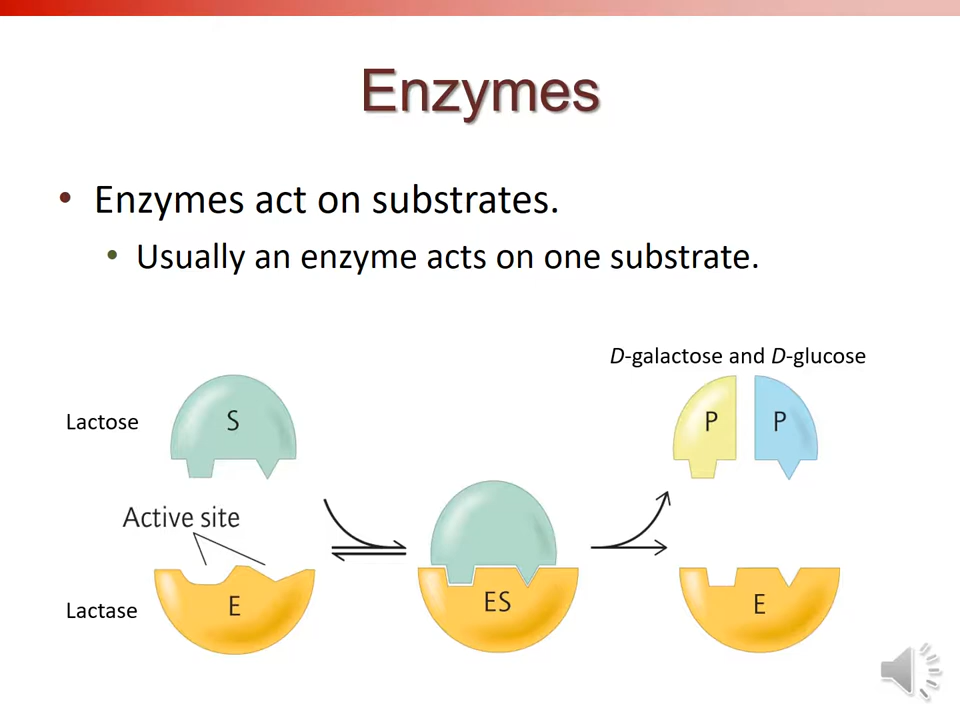 Enzymes
• Enzymes act on substrates.
• Usually an enzyme acts on one substrate.
D-galactose and D-glucose
Lactose
S
P
P
Active site
Lactase
E
ES
E